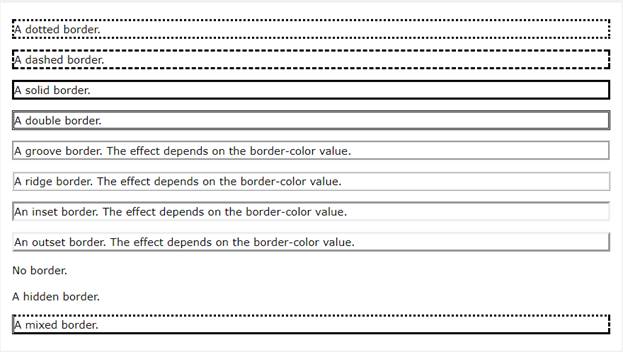 A dotted border.
A dashed border.
A solid border.
A double border.
A groove border. The effect depends on the border-color value.
A ridge border. The effect depends on the border-color value.
An inset border. The effect depends on the border-color value.
An outset border. The effect depends on the border-color value.
No border.
A hidden border.
A mixed border.